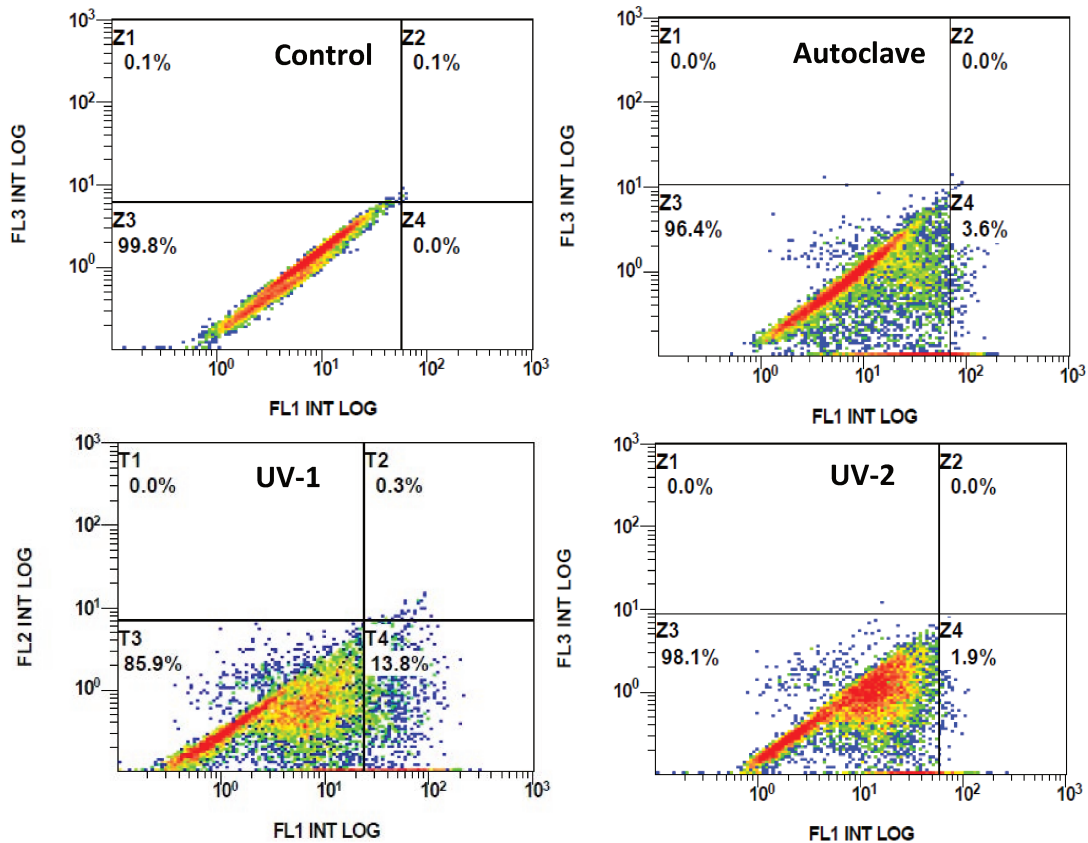 Control
Z1
0.1%
Z2
0.1%
Z3
99.8%
Z4
0.0%
10³
10²
10¹
10⁰
FL3 INT LOG
10⁰ 10¹ 10² 10³
FL1 INT LOG
Autoclave
Z1
0.0%
Z2
0.0%
Z3
96.4%
Z4
3.6%
10³
10²
10¹
10⁰
FL3 INT LOG
10⁰ 10¹ 10² 10³
FL1 INT LOG
UV-1
T1
0.0%
T2
0.3%
T3
85.9%
T4
13.8%
10³
10²
10¹
10⁰
FL2 INT LOG
10⁰ 10¹ 10² 10³
FL1 INT LOG
UV-2
Z1
0.0%
Z2
0.0%
Z3
98.1%
Z4
1.9%
10³
10²
10¹
10⁰
FL3 INT LOG
10⁰ 10¹ 10² 10³
FL1 INT LOG